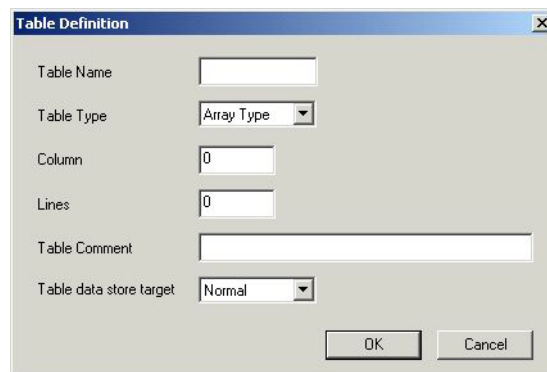 Table Definition
Table Name
Table Type Array Type
Column 0
Lines 0
Table Comment
Table data store target Normal
OK Cancel